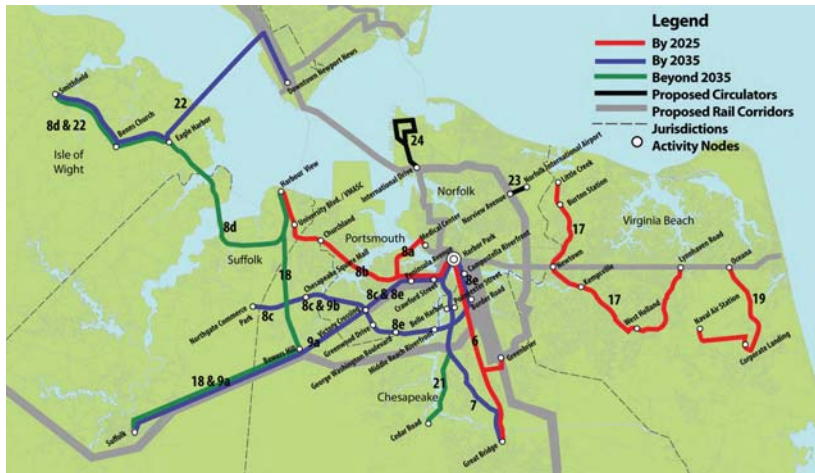 Legend
By 2025
By 2035
Beyond 2035
Proposed Circulators
Proposed Rail Corridors
Jurisdictions
Activity Nodes
Smithfield
Downtown Newport News
22
Benns Church
8d & 22
Eagle Harbor
24
Isle of
Wight
International Drive
Norfolk
Norview Avenue
23
Norfolk International Airport
Little Creek
Burton Station
Harbour View
University Blvd. / VMASC
Churchland
Virginia Beach
8d
Portsmouth
Medical Center
8a
Harbor Park
17
Suffolk
Chesapeake Square Mall
8b
Campostella Riverfront
Newtown
Lynnhaven Road
Oceana
18
8e
Kempsville
8c & 8e
Crawford Street
17
19
8c
8c & 9b
Victory Crossing
Belle Harbor
Border Road
West Holland
Naval Air Station
Northgate Commerce
Park
Greenwood Drive
8e
6
9a
Bowers Hill
George Washington Boulevard
Middle Reach Riverfront
Greenbrier
Corporate Landing
18 & 9a
21
Chesapeake
7
Suffolk
Cedar Road
Great Bridge